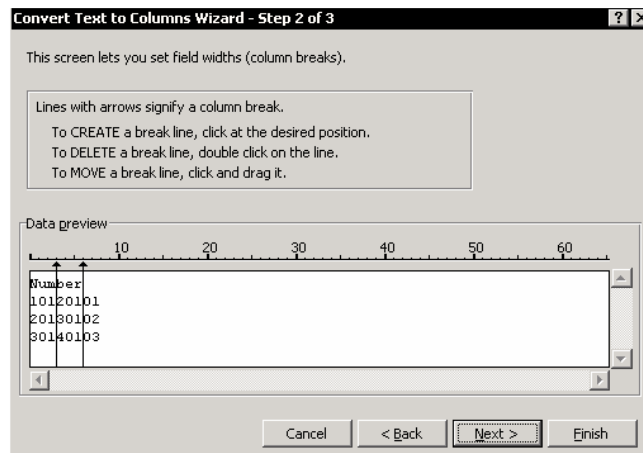 Convert Text to Columns Wizard - Step 2 of 3
This screen lets you set field widths (column breaks).
Lines with arrows signify a column break.
To CREATE a break line, click at the desired position.
To DELETE a break line, double click on the line.
To MOVE a break line, click and drag it.
Data preview
10 20 30 40 50 60
Number
10120101
20130102
30140103
Cancel < Back Next > Finish